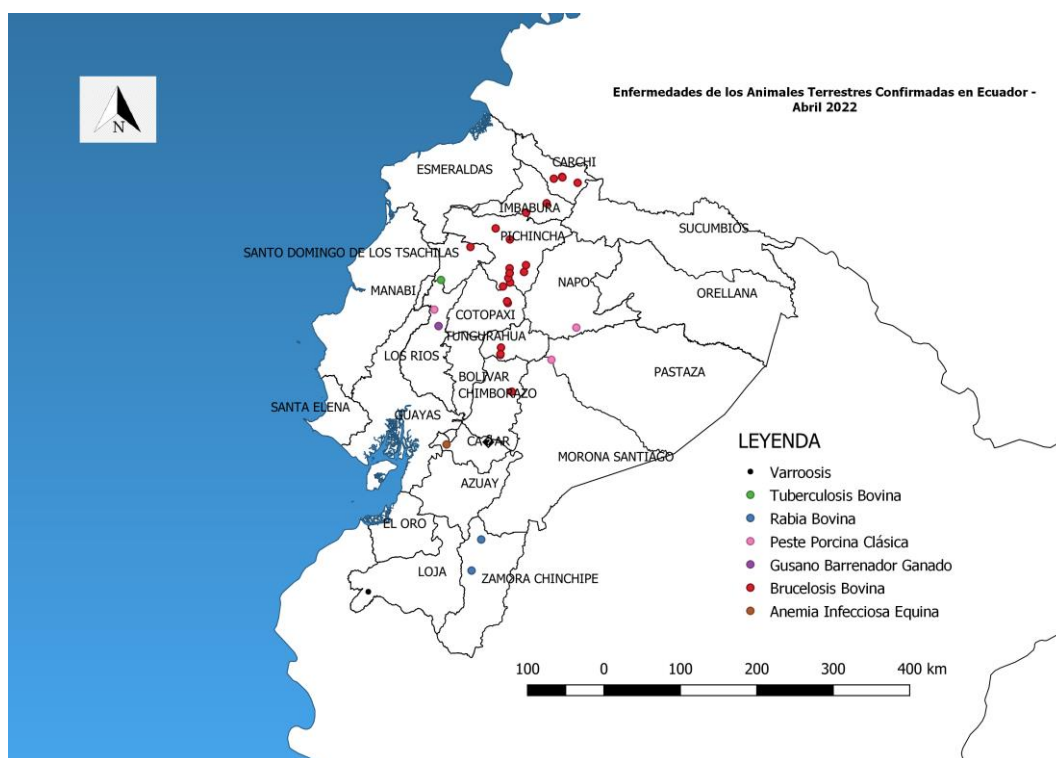 Enfermedades de los Animales Terrestres Confirmadas en Ecuador -
Abril 2022
N
CARCHI
ESMERALDAS
IMBABURA
SUCUMBIOS
PICHINCHA
SANTO DOMINGO DE LOS TSACHILAS
NAPO
MANABI
ORELLANA
COTOPAXI
TUNGURAHUA
LOS RIOS
PASTAZA
BOLIVAR
CHIMBORAZO
SANTA ELENA
GUAYAS
MORONA SANTIAGO
AZUAY
EL ORO
LOJA
ZAMORA CHINCHIPE
LEYENDA
Varroosis
Tuberculosis Bovina
Rabia Bovina
Peste Porcina Clásica
Gusano Barrenador Ganado
Brucelosis Bovina
Anemia Infecciosa Equina
100 0 100 200 300 400 km